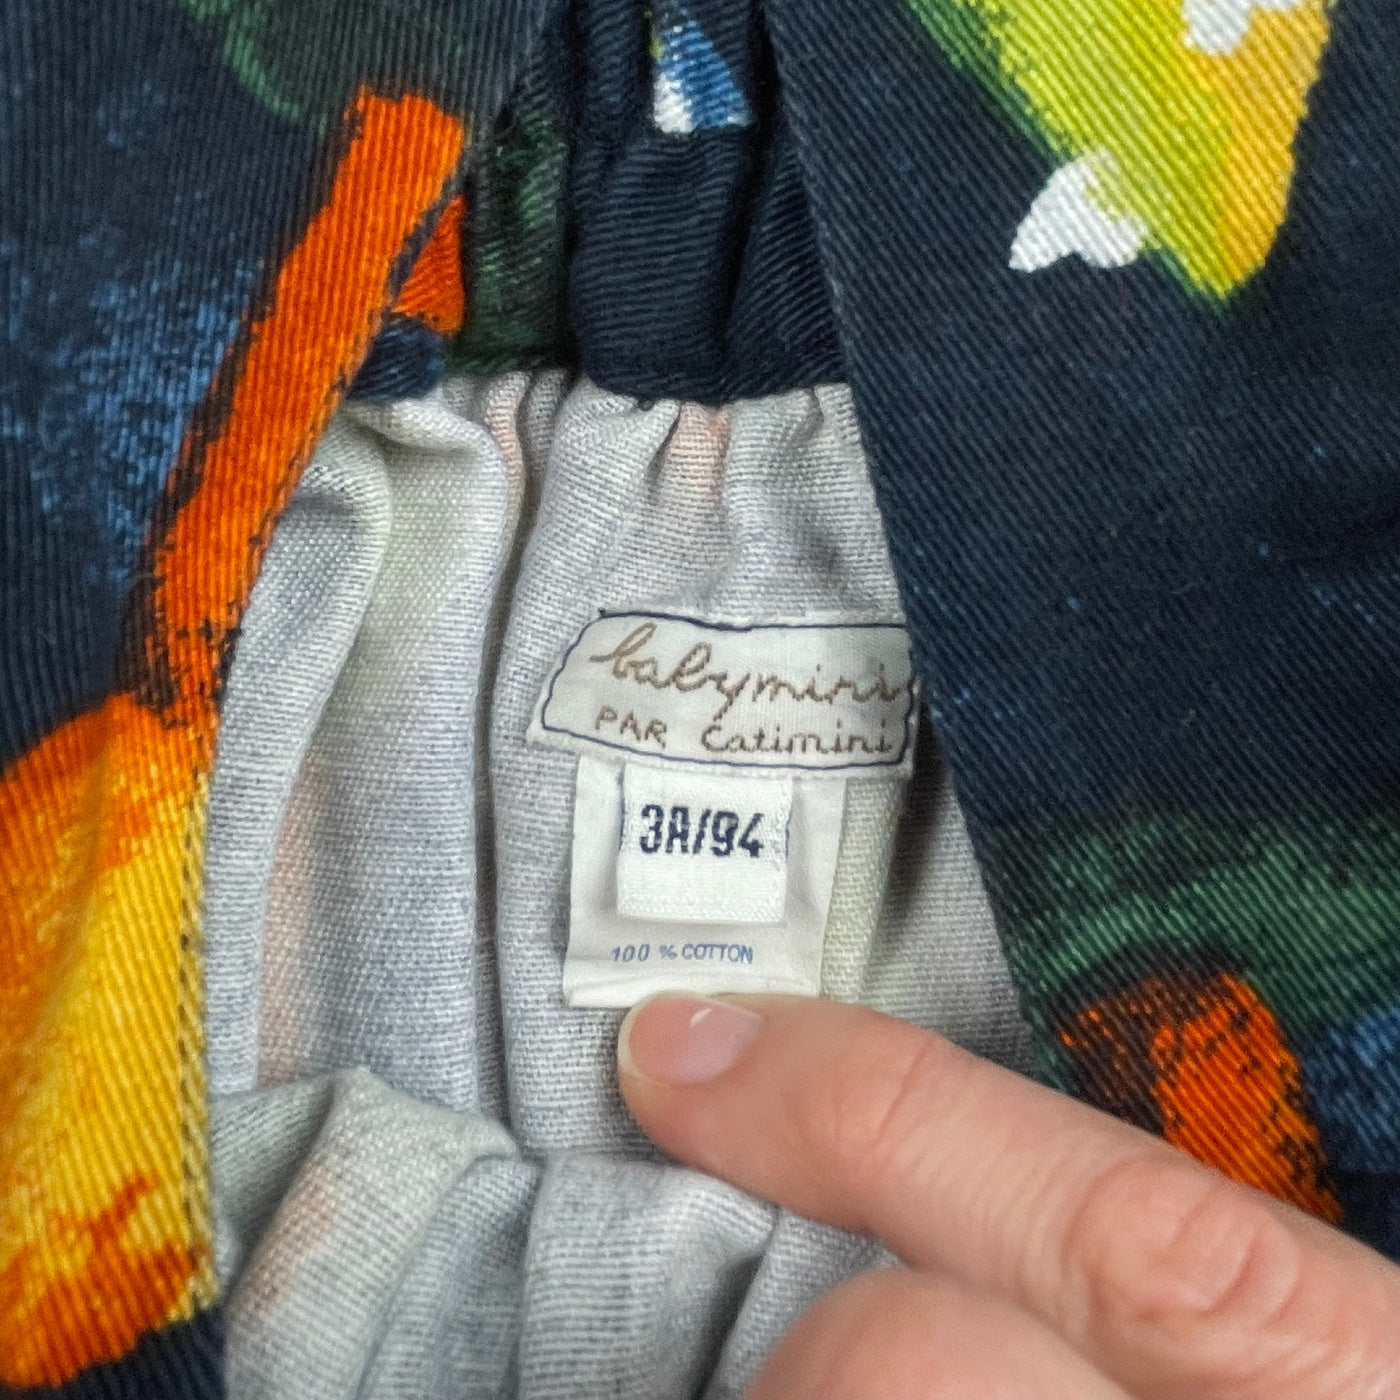 babymini
PAR Catimini
3A/94
100 % COTTON